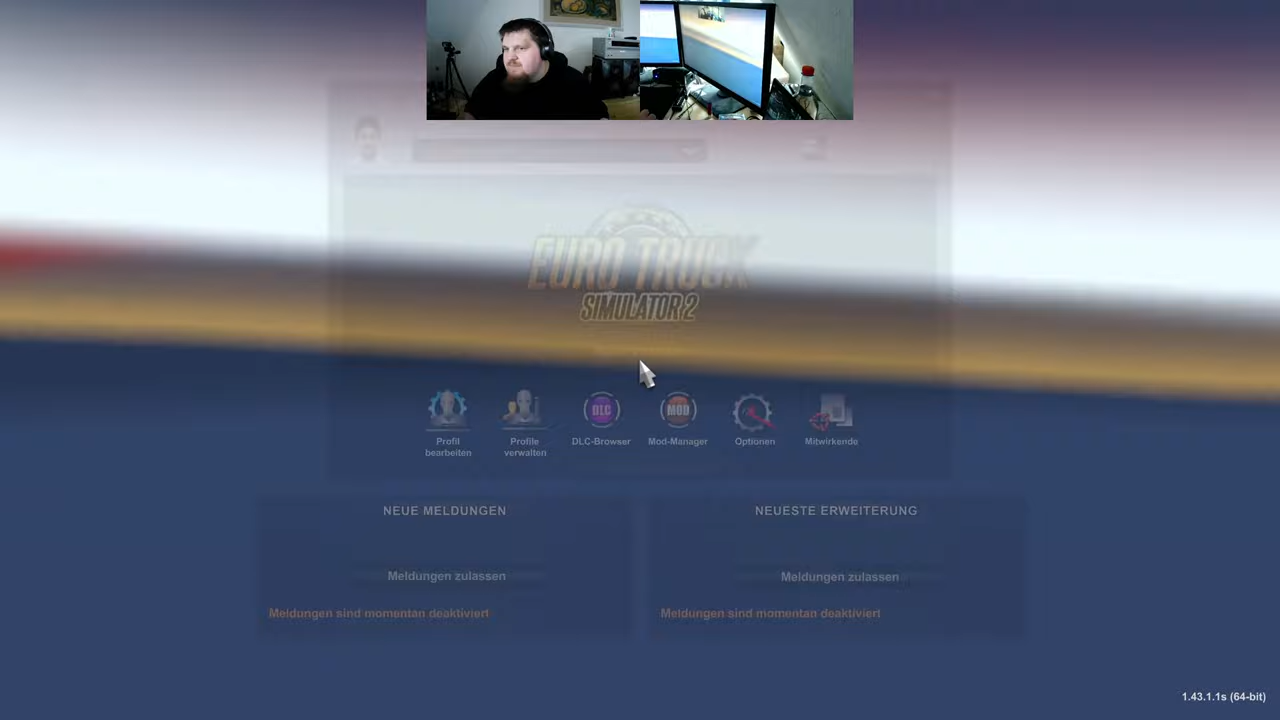 EURO TRUCK
SIMULATOR 2
DLC
MOD
Profil
bearbeiten
Profile
verwalten
DLC-Browser
Mod-Manager
Optionen
Mitwirkende
NEUE MELDUNGEN
Meldungen zulassen
Meldungen sind momentan deaktiviert
NEUESTE ERWEITERUNG
Meldungen zulassen
Meldungen sind momentan deaktiviert
1.43.1.1s (64-bit)